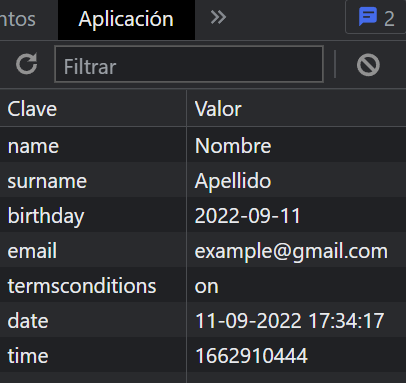 ntos Aplicación 2
Filtrar
Clave Valor
name Nombre
surname Apellido
birthday 2022-09-11
email example@gmail.com
termsconditions on
date 11-09-2022 17:34:17
time 1662910444